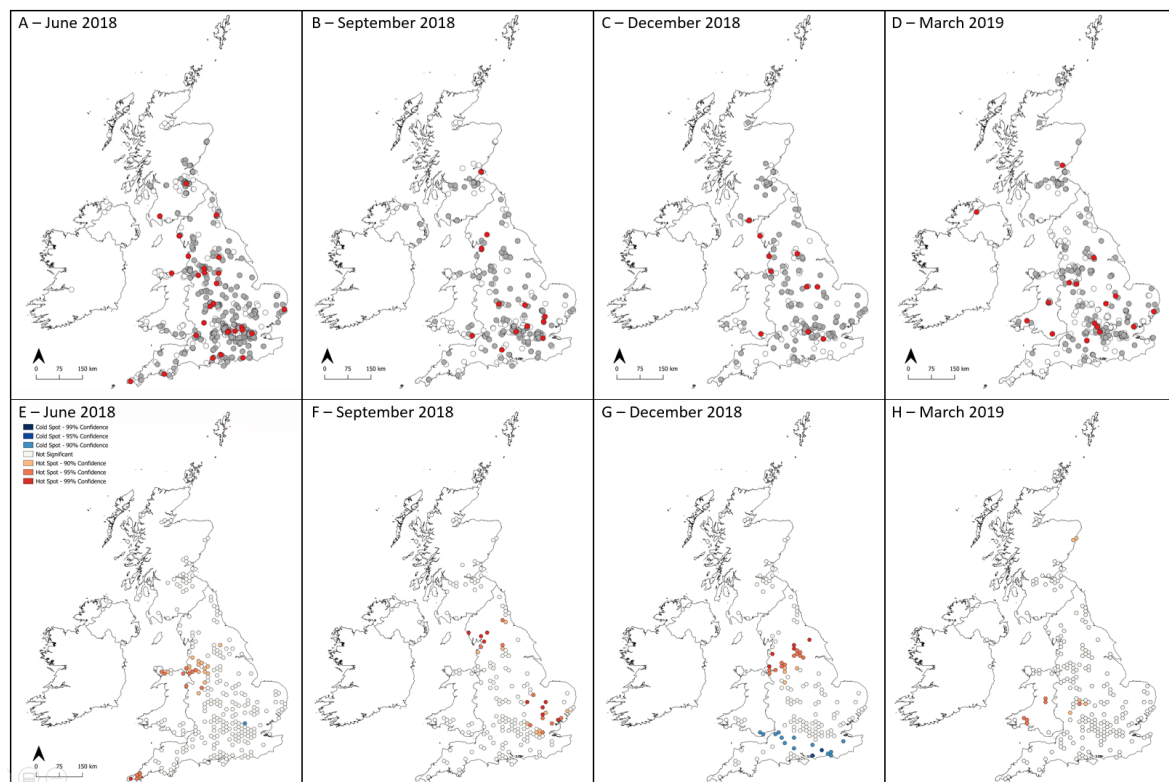 A – June 2018
B – September 2018
C – December 2018
D – March 2019
0 75 150 km
0 75 150 km
0 75 150 km
0 75 150 km
E – June 2018
F – September 2018
G – December 2018
H – March 2019
Cold Spot - 99% Confidence
Cold Spot - 95% Confidence
Cold Spot - 90% Confidence
Not Significant
Hot Spot - 90% Confidence
Hot Spot - 95% Confidence
Hot Spot - 99% Confidence
0 75 150 km